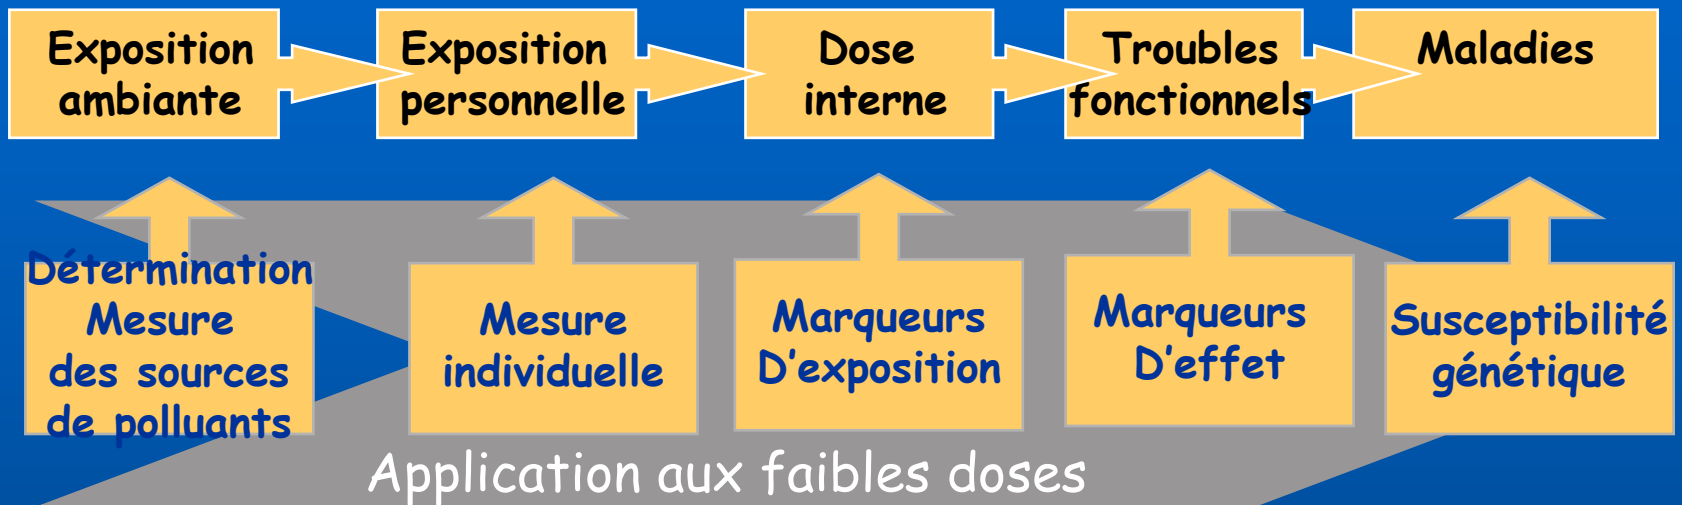 Exposition
ambiante
Exposition
personnelle
Dose
interne
Troubles
fonctionnels
Maladies
Détermination
Mesure
des sources
de polluants
Mesure
individuelle
Marqueurs
D'exposition
Marqueurs
D'effet
Susceptibilité
génétique
Application aux faibles doses